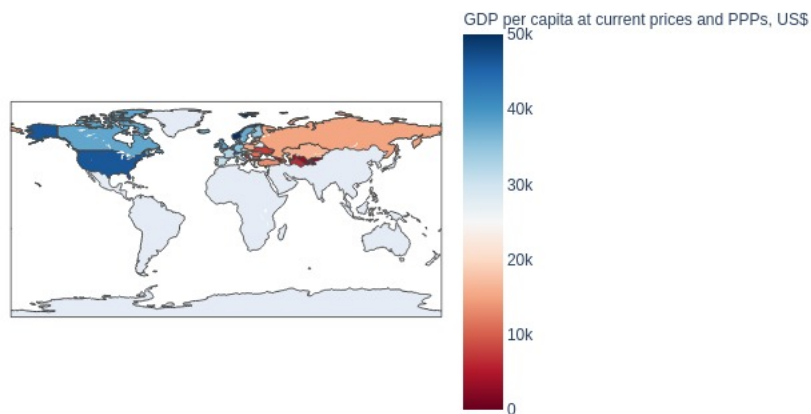 GDP per capita at current prices and PPPs, US$
50k
40k
30k
20k
10k
0